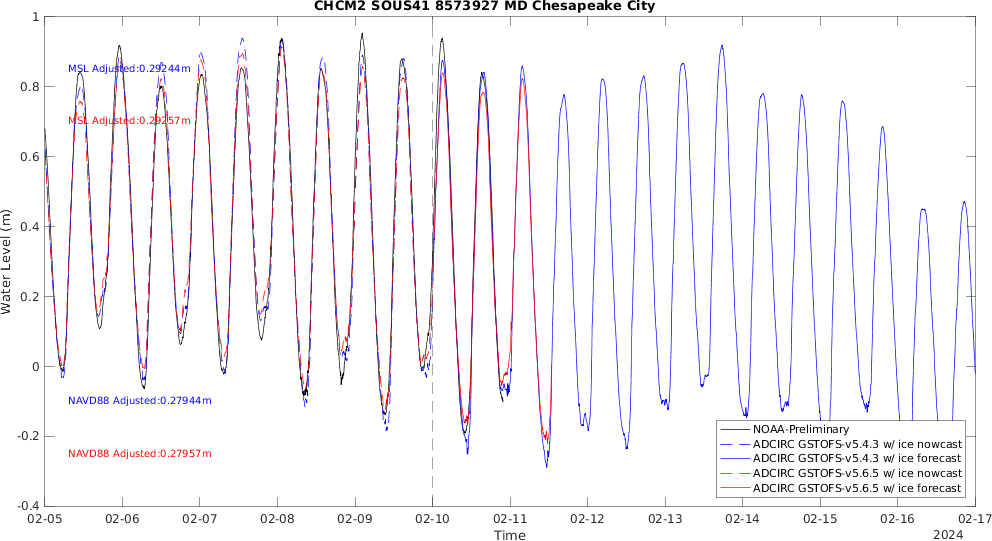 CHCM2 SOUS41 8573927 MD Chesapeake City
1
0.8
0.6
0.4
0.2
0
-0.2
-0.4
Water Level (m)
MSL Adjusted:0.29244m
MSL Adjusted:0.29257m
NAVD88 Adjusted:0.27944m
NAVD88 Adjusted:0.27957m
NOAA-Preliminary
ADCIRC GSTOFS-v5.4.3 w/ ice nowcast
ADCIRC GSTOFS-v5.4.3 w/ ice forecast
ADCIRC GSTOFS-v5.6.5 w/ ice nowcast
ADCIRC GSTOFS-v5.6.5 w/ ice forecast
02-05 02-06 02-07 02-08 02-09 02-10 02-11 02-12 02-13 02-14 02-15 02-16 02-17
Time
2024